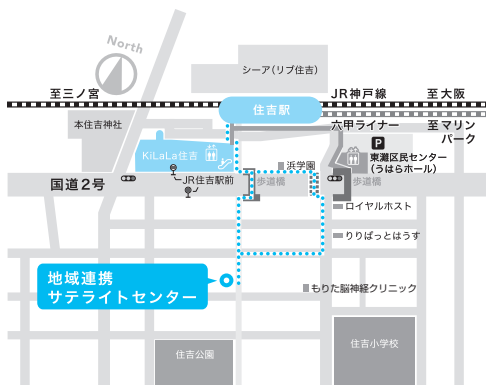 North
シーア(リブ住吉)
至三ノ宮
JR神戸線
至大阪
住吉駅
本住吉神社
六甲ライナー
至マリン
パーク
P
KiLaLa住吉
東灘区民センター
(うはらホール)
浜学園
国道2号
JR住吉駅前
歩道橋
歩道橋
ロイヤルホスト
りりぱっとはうす
地域連携
サテライトセンター
もりた脳神経クリニック
住吉公園
住吉小学校